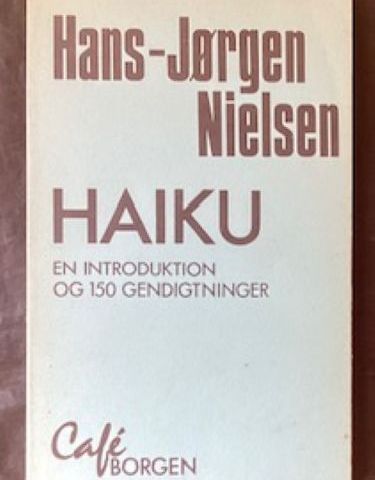 Hans-Jørgen
Nielsen
HAIKU
EN INTRODUKTION
OG 150 GENDIGTNINGER
Café
BORGEN